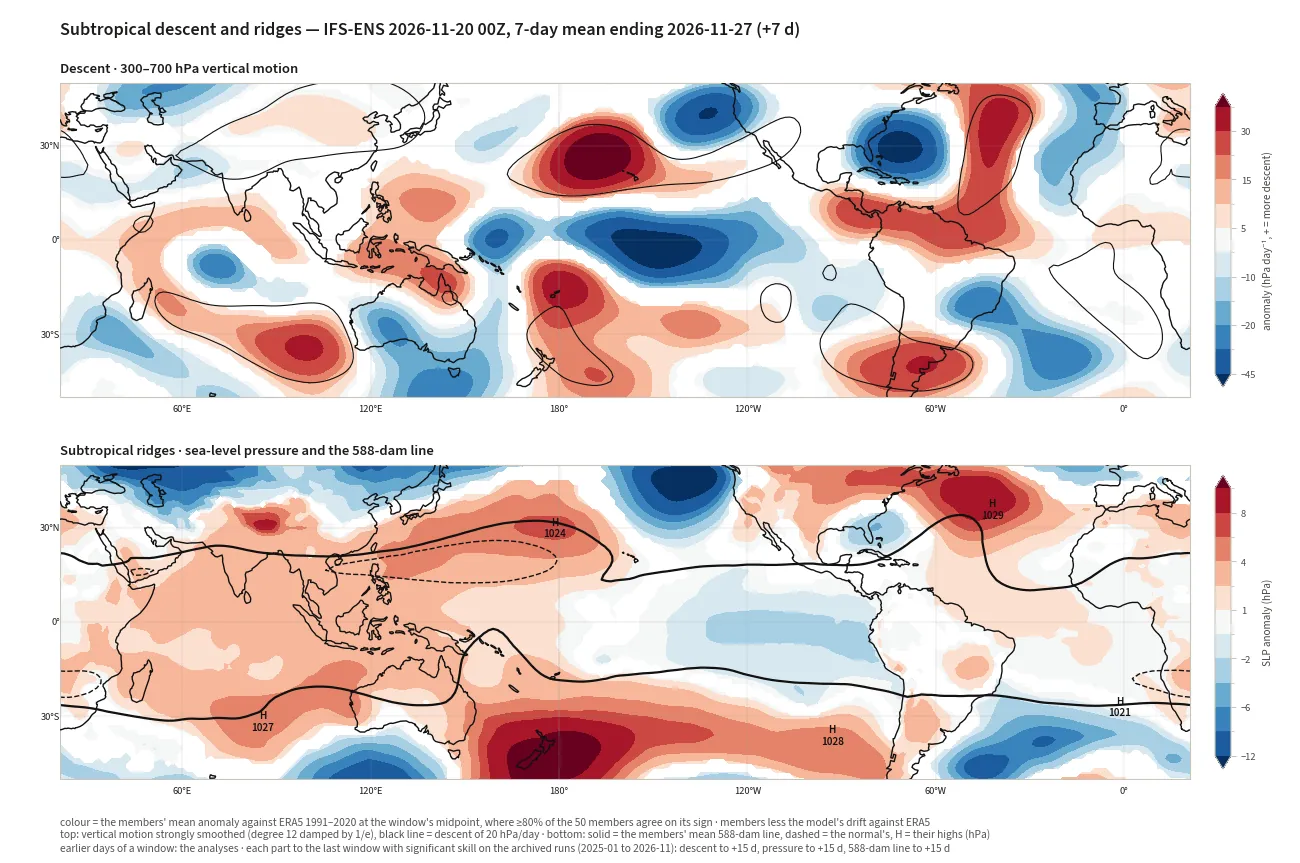 Subtropical descent and ridges — IFS-ENS 2026-11-20 00Z, 7-day mean ending 2026-11-27 (+7 d)
Descent · 300–700 hPa vertical motion
30°N
0°
30°S
60°E
120°E
180°
120°W
60°W
0°
30
15
5
−10
−20
−45
anomaly (hPa day⁻¹, + = more descent)
Subtropical ridges · sea-level pressure and the 588-dam line
30°N
0°
30°S
H
1024
H
1029
H
1027
H
1028
H
1021
60°E
120°E
180°
120°W
60°W
0°
8
4
1
−2
−6
−12
SLP anomaly (hPa)
colour = the members' mean anomaly against ERA5 1991–2020 at the window's midpoint, where ≥80% of the 50 members agree on its sign · members less the model's drift against ERA5
top: vertical motion strongly smoothed (degree 12 damped by 1/e), black line = descent of 20 hPa/day · bottom: solid = the members' mean 588-dam line, dashed = the normal's, H = their highs (hPa)
earlier days of a window: the analyses · each part to the last window with significant skill on the archived runs (2025-01 to 2026-11): descent to +15 d, pressure to +15 d, 588-dam line to +15 d